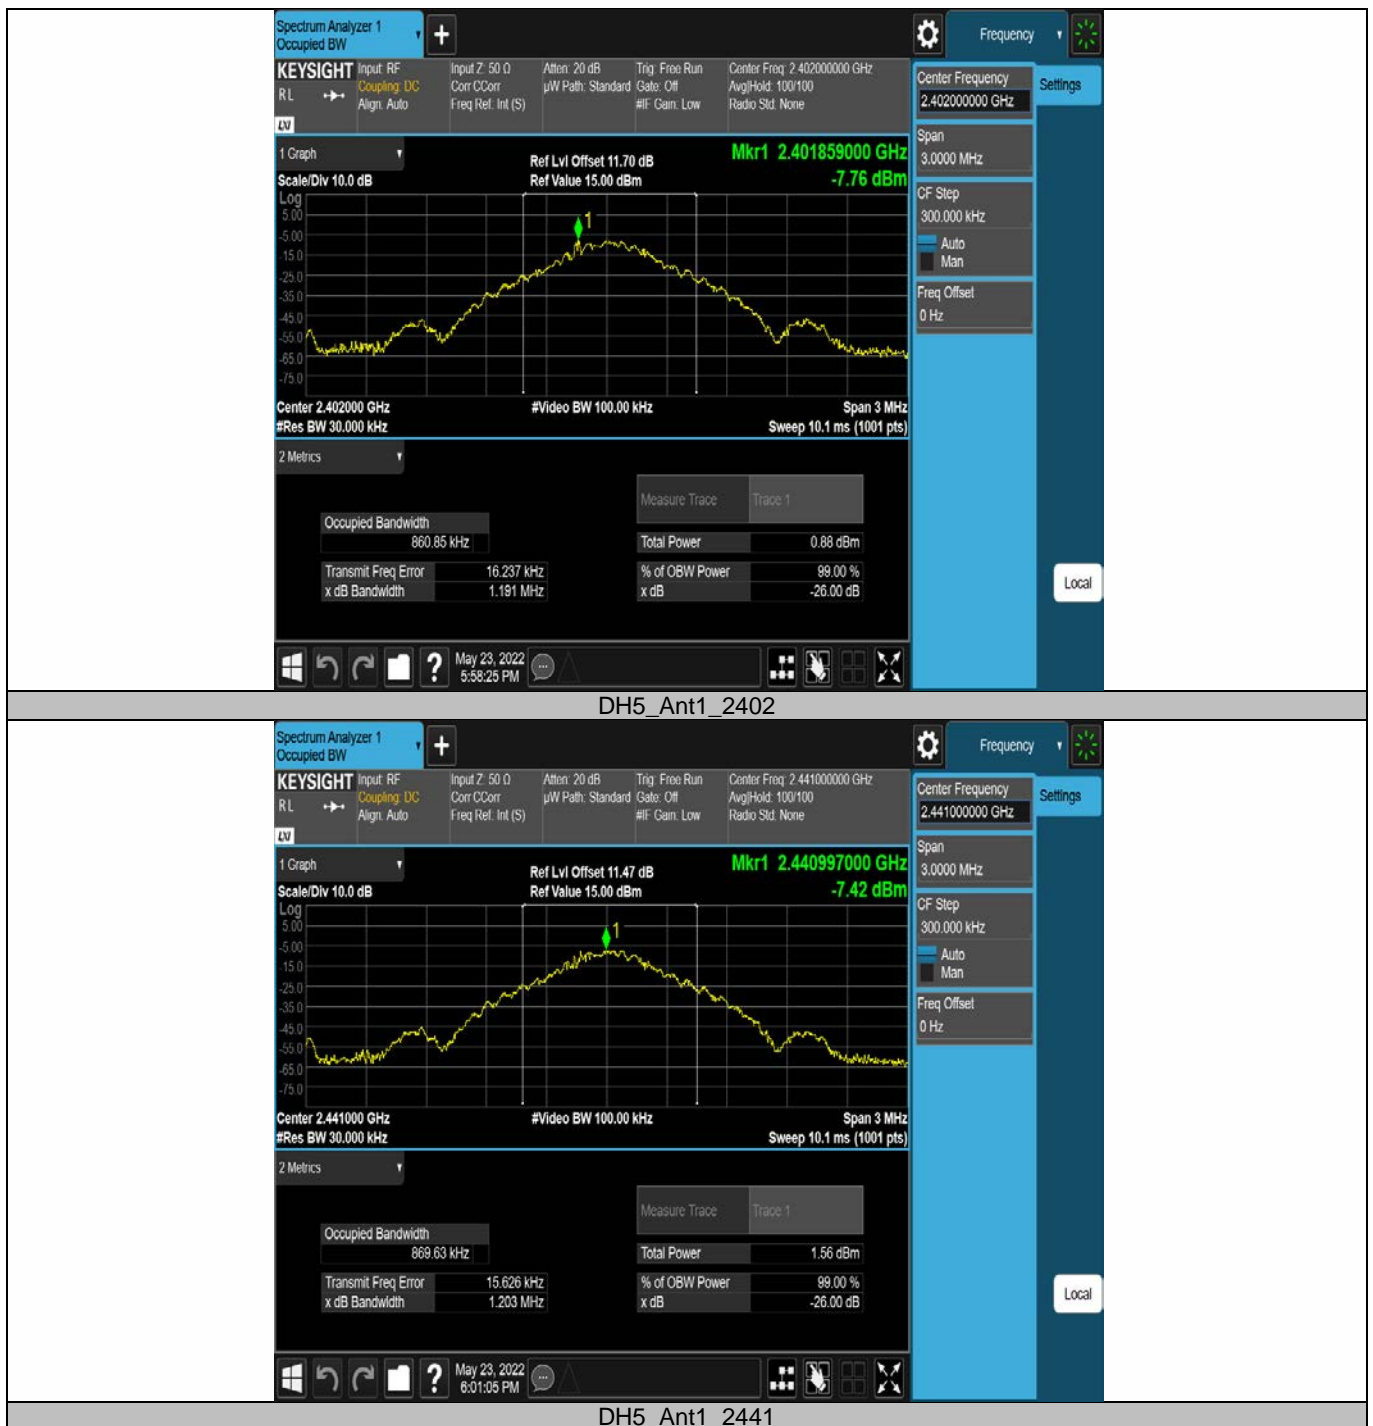 Spectrum Analyzer 1
Occupied BW
+
Frequency
KEYSIGHT
RL
LXI
Input: RF
Coupling: DC
Align: Auto
Input Z: 50 Ω
Corr CCorr
Freq Ref: Int (S)
Atten: 20 dB
µW Path: Standard
Trig: Free Run
Gate: Off
#IF Gain: Low
Center Freq: 2.402000000 GHz
Avg|Hold: 100/100
Radio Std: None
Center Frequency
2.402000000 GHz
Settings
Span
3.0000 MHz
CF Step
300.000 kHz
Auto
Man
Freq Offset
0 Hz
Local
1 Graph
Scale/Div 10.0 dB
Ref Lvl Offset 11.70 dB
Ref Value 15.00 dBm
Mkr1 2.401859000 GHz
-7.76 dBm
Log
5.00
-5.00
-15.0
-25.0
-35.0
-45.0
-55.0
-65.0
-75.0
1
Center 2.402000 GHz
#Video BW 100.00 kHz
Span 3 MHz
#Res BW 30.000 kHz
Sweep 10.1 ms (1001 pts)
2 Metrics
Measure Trace Trace 1
Occupied Bandwidth
860.85 kHz
Total Power 0.88 dBm
Transmit Freq Error 16.237 kHz
% of OBW Power 99.00 %
x dB Bandwidth 1.191 MHz
x dB -26.00 dB
?
May 23, 2022
5:58:25 PM
DH5_Ant1_2402
Spectrum Analyzer 1
Occupied BW
+
Frequency
KEYSIGHT
RL
LXI
Input: RF
Coupling: DC
Align: Auto
Input Z: 50 Ω
Corr CCorr
Freq Ref: Int (S)
Atten: 20 dB
µW Path: Standard
Trig: Free Run
Gate: Off
#IF Gain: Low
Center Freq: 2.441000000 GHz
Avg|Hold: 100/100
Radio Std: None
Center Frequency
2.441000000 GHz
Settings
Span
3.0000 MHz
CF Step
300.000 kHz
Auto
Man
Freq Offset
0 Hz
Local
1 Graph
Scale/Div 10.0 dB
Ref Lvl Offset 11.47 dB
Ref Value 15.00 dBm
Mkr1 2.440997000 GHz
-7.42 dBm
Log
5.00
-5.00
-15.0
-25.0
-35.0
-45.0
-55.0
-65.0
-75.0
1
Center 2.441000 GHz
#Video BW 100.00 kHz
Span 3 MHz
#Res BW 30.000 kHz
Sweep 10.1 ms (1001 pts)
2 Metrics
Measure Trace Trace 1
Occupied Bandwidth
869.63 kHz
Total Power 1.56 dBm
Transmit Freq Error 15.626 kHz
% of OBW Power 99.00 %
x dB Bandwidth 1.203 MHz
x dB -26.00 dB
?
May 23, 2022
6:01:05 PM
DH5_Ant1_2441